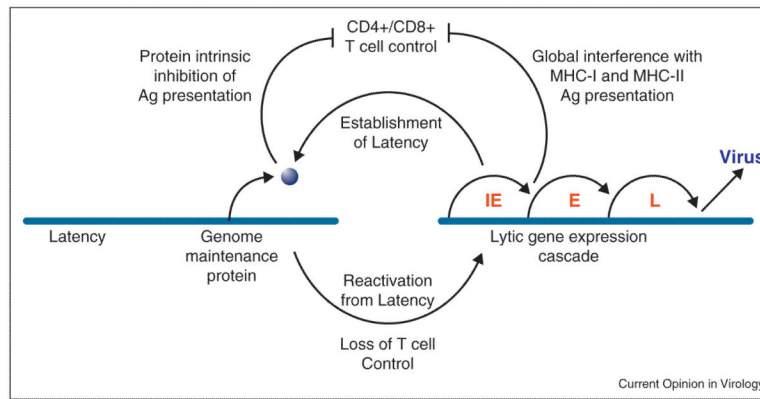 CD4+/CD8+
T cell control
Protein intrinsic
inhibition of
Ag presentation
Global interference with
MHC-I and MHC-II
Ag presentation
Establishment
of Latency
Virus
IE
E
L
Latency
Genome
maintenance
protein
Lytic gene expression
cascade
Reactivation
from Latency
Loss of T cell
Control
Current Opinion in Virology